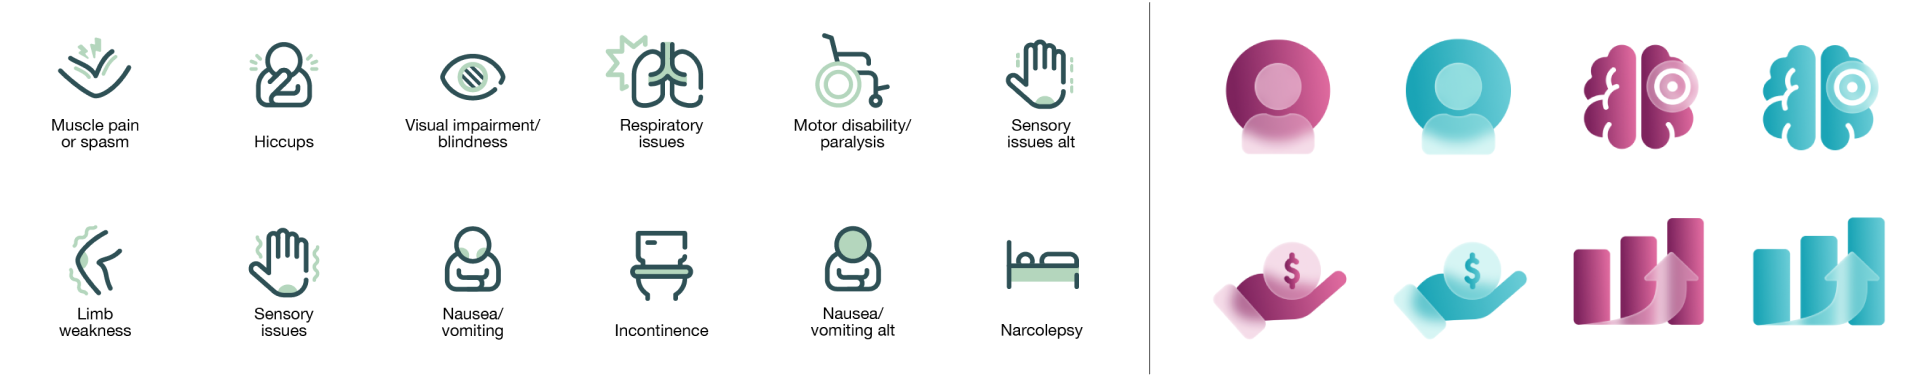 Muscle pain
or spasm
Hiccups
Visual impairment/
blindness
Respiratory
issues
Motor disability/
paralysis
Sensory
issues alt
Limb
weakness
Sensory
issues
Nausea/
vomiting
Incontinence
Nausea/
vomiting alt
Narcolepsy
$
$